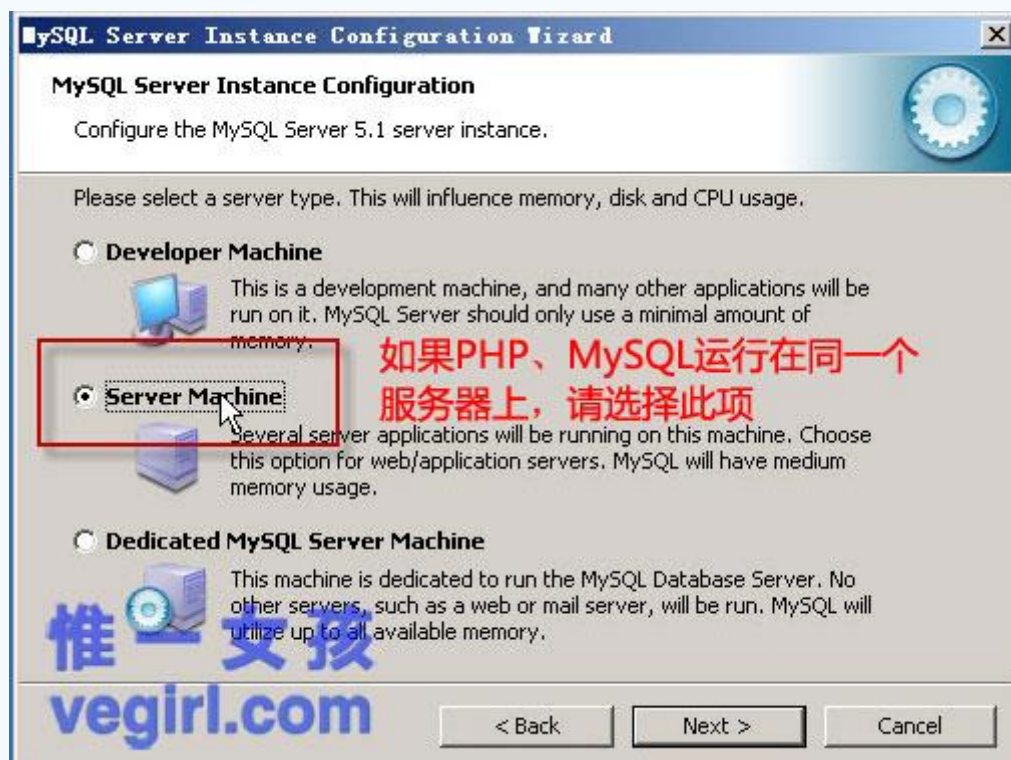 MySQL Server Instance Configuration Wizard
MySQL Server Instance Configuration
Configure the MySQL Server 5.1 server instance.
Please select a server type. This will influence memory, disk and CPU usage.
Developer Machine
This is a development machine, and many other applications will be
run on it. MySQL Server should only use a minimal amount of
memory.
如果PHP、MySQL运行在同一个
服务器上，请选择此项
Server Machine
Several server applications will be running on this machine. Choose
this option for web/application servers. MySQL will have medium
memory usage.
Dedicated MySQL Server Machine
This machine is dedicated to run the MySQL Database Server. No
other servers, such as a web or mail server, will be run. MySQL will
utilize up to all available memory.
惟一女孩
vegirl.com
< Back
Next >
Cancel